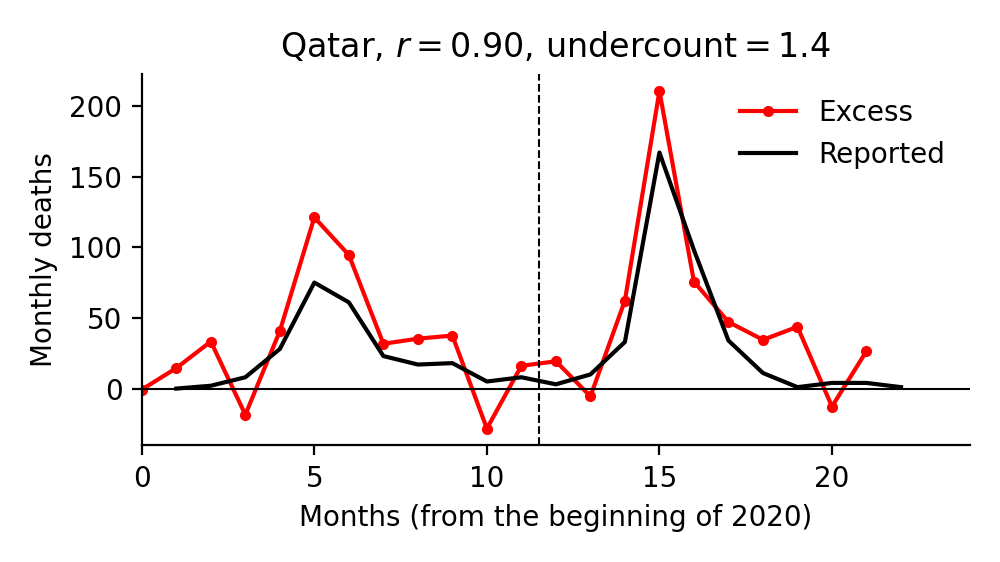 Qatar, r = 0.90, undercount = 1.4
Excess
Reported
Monthly deaths
200
150
100
50
0
0 5 10 15 20
Months (from the beginning of 2020)